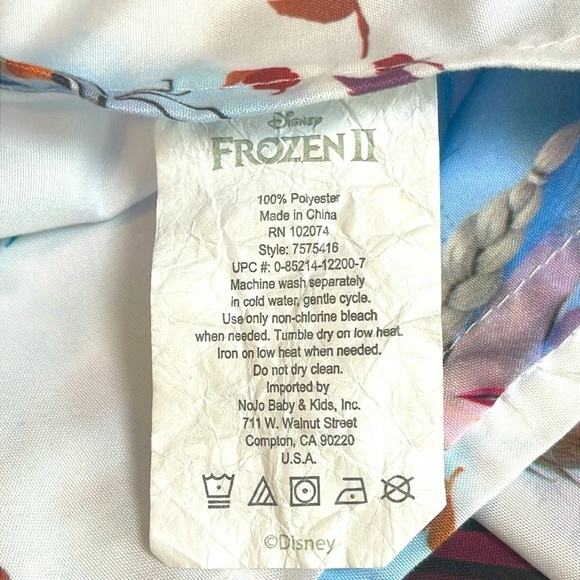 Disney
FROZEN II
100% Polyester
Made in China
RN 102074
Style: 7575416
UPC #: 0-85214-12200-7
Machine wash separately
in cold water, gentle cycle.
Use only non-chlorine bleach
when needed. Tumble dry on low heat.
Iron on low heat when needed.
Do not dry clean.
Imported by
NoJo Baby & Kids, Inc.
711 W. Walnut Street
Compton, CA 90220
U.S.A.
©Disney